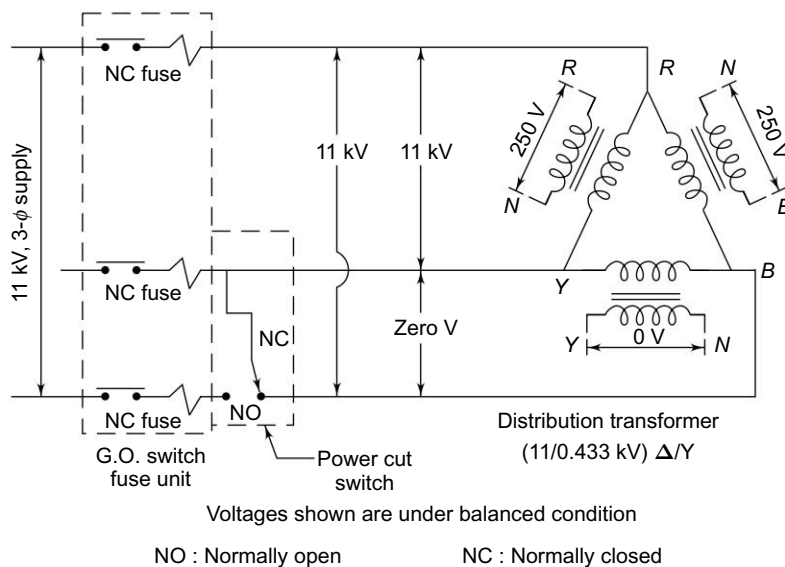 NC fuse
R
R
N
250 V
250 V
N
B
11 kV, 3-ϕ supply
11 kV
11 kV
NC fuse
Y
B
NC
Zero V
Y
0 V
N
NC fuse
NO
G.O. switch
fuse unit
Power cut
switch
Distribution transformer
(11/0.433 kV) Δ/Y
Voltages shown are under balanced condition
NO : Normally open
NC : Normally closed